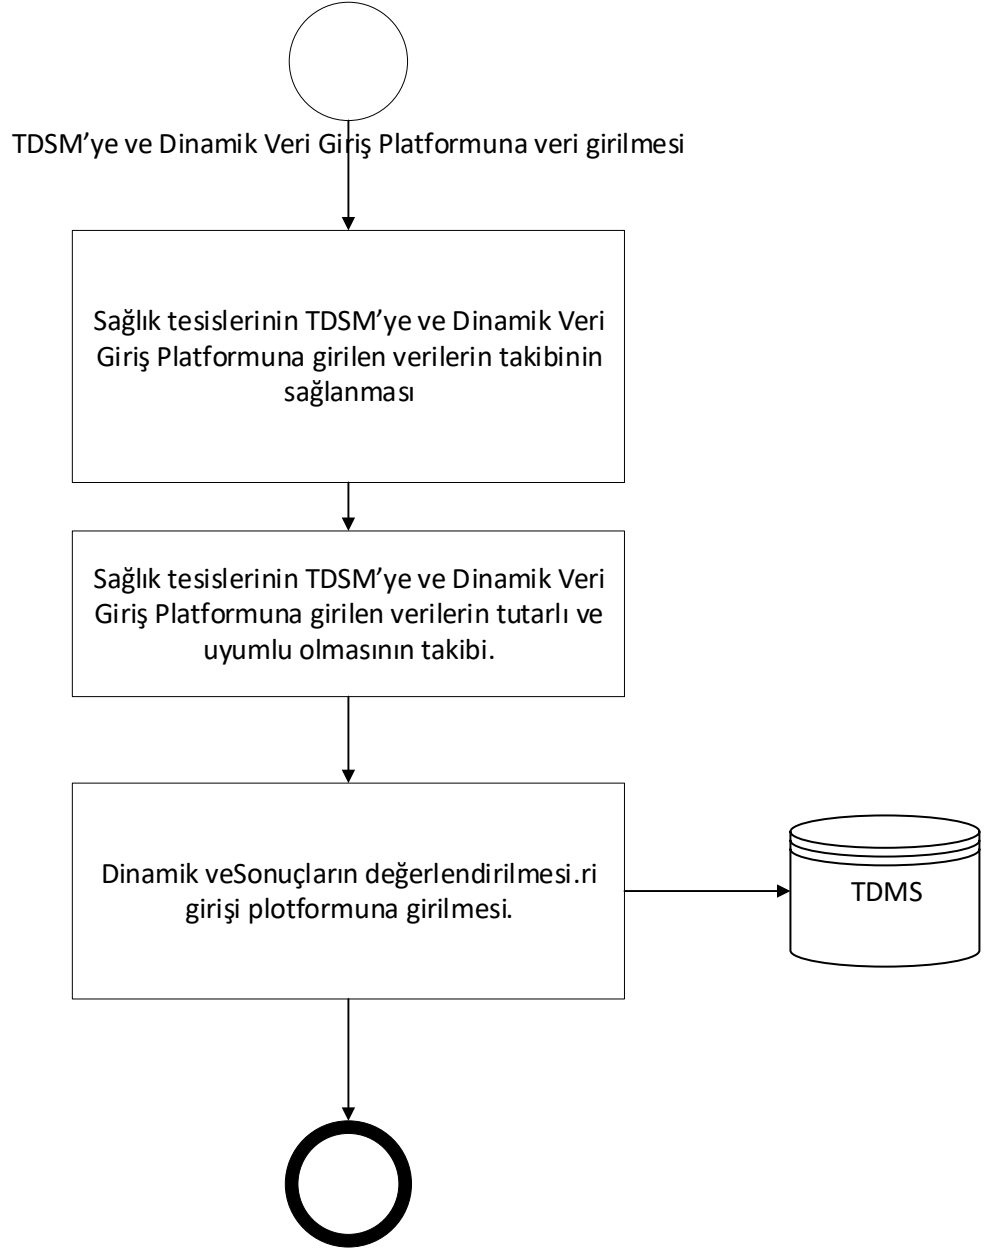 TDSM’ye ve Dinamik Veri Giriş Platformuna veri girilmesi
Sağlık tesislerinin TDSM’ye ve Dinamik Veri
Giriş Platformuna girilen verilerin takibinin
sağlanması
Sağlık tesislerinin TDSM’ye ve Dinamik Veri
Giriş Platformuna girilen verilerin tutarlı ve
uyumlu olmasının takibi.
Dinamik veSonuçların değerlendirilmesi.ri
girişi plotformuna girilmesi.
TDMS